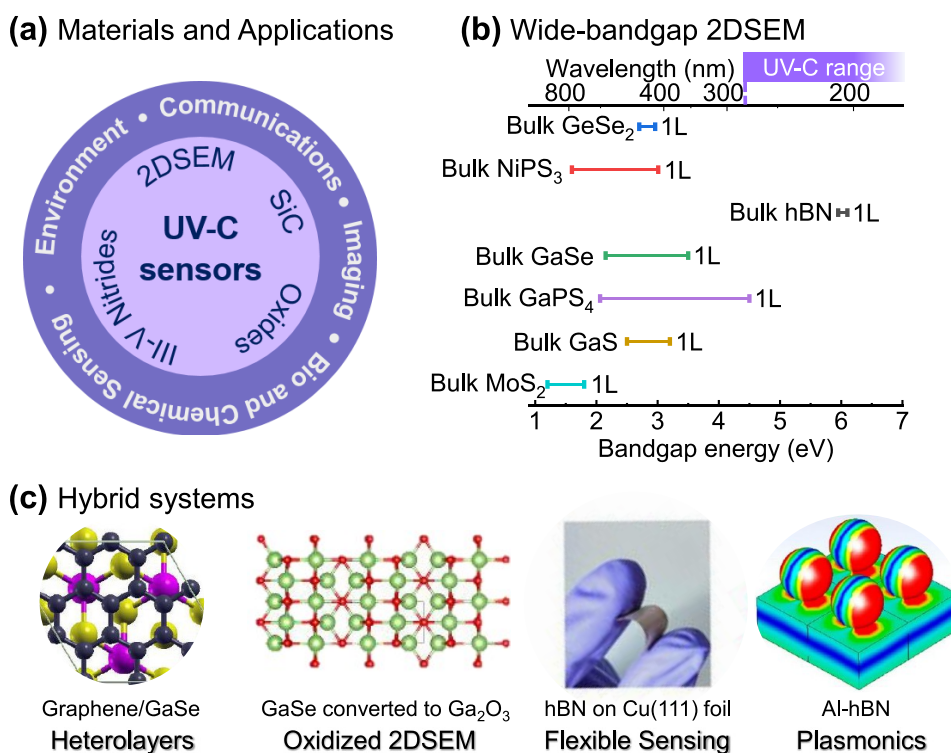 (a) Materials and Applications
Environment • Communications • Imaging • Bio and Chemical Sensing •
2DSEM
SiC
Oxides
III-V Nitrides
UV-C
sensors
(b) Wide-bandgap 2DSEM
Wavelength (nm)
UV-C range
800 400 300 200
Bulk GeSe₂ 1L
Bulk NiPS₃ 1L
Bulk hBN 1L
Bulk GaSe 1L
Bulk GaPS₄ 1L
Bulk GaS 1L
Bulk MoS₂ 1L
1 2 3 4 5 6 7
Bandgap energy (eV)
(c) Hybrid systems
Graphene/GaSe
Heterolayers
GaSe converted to Ga₂O₃
Oxidized 2DSEM
hBN on Cu(111) foil
Flexible Sensing
Al-hBN
Plasmonics